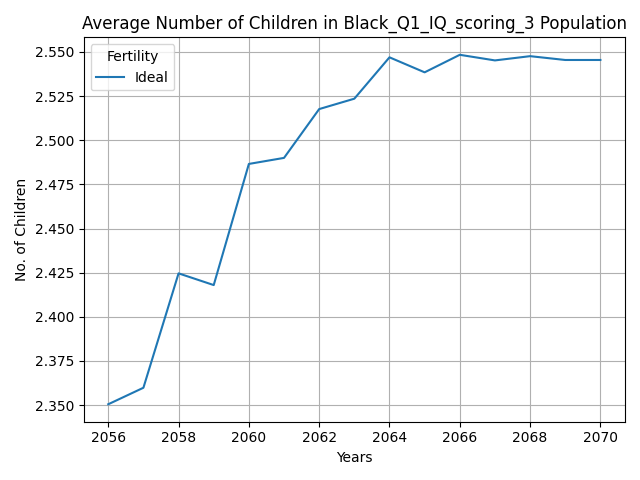 Average Number of Children in Black_Q1_IQ_scoring_3 Population
Fertility
Ideal
No. of Children
2.550
2.525
2.500
2.475
2.450
2.425
2.400
2.375
2.350
2056 2058 2060 2062 2064 2066 2068 2070
Years